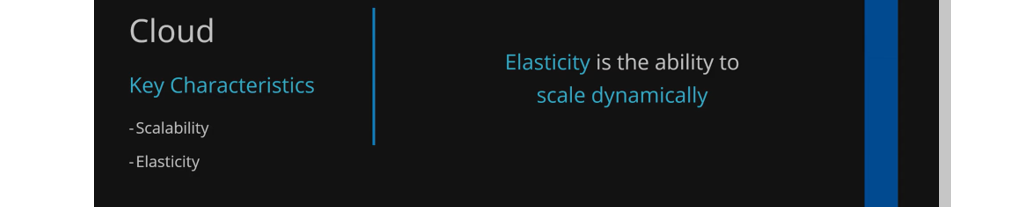 Cloud
Key Characteristics
- Scalability
- Elasticity
Elasticity is the ability to
scale dynamically